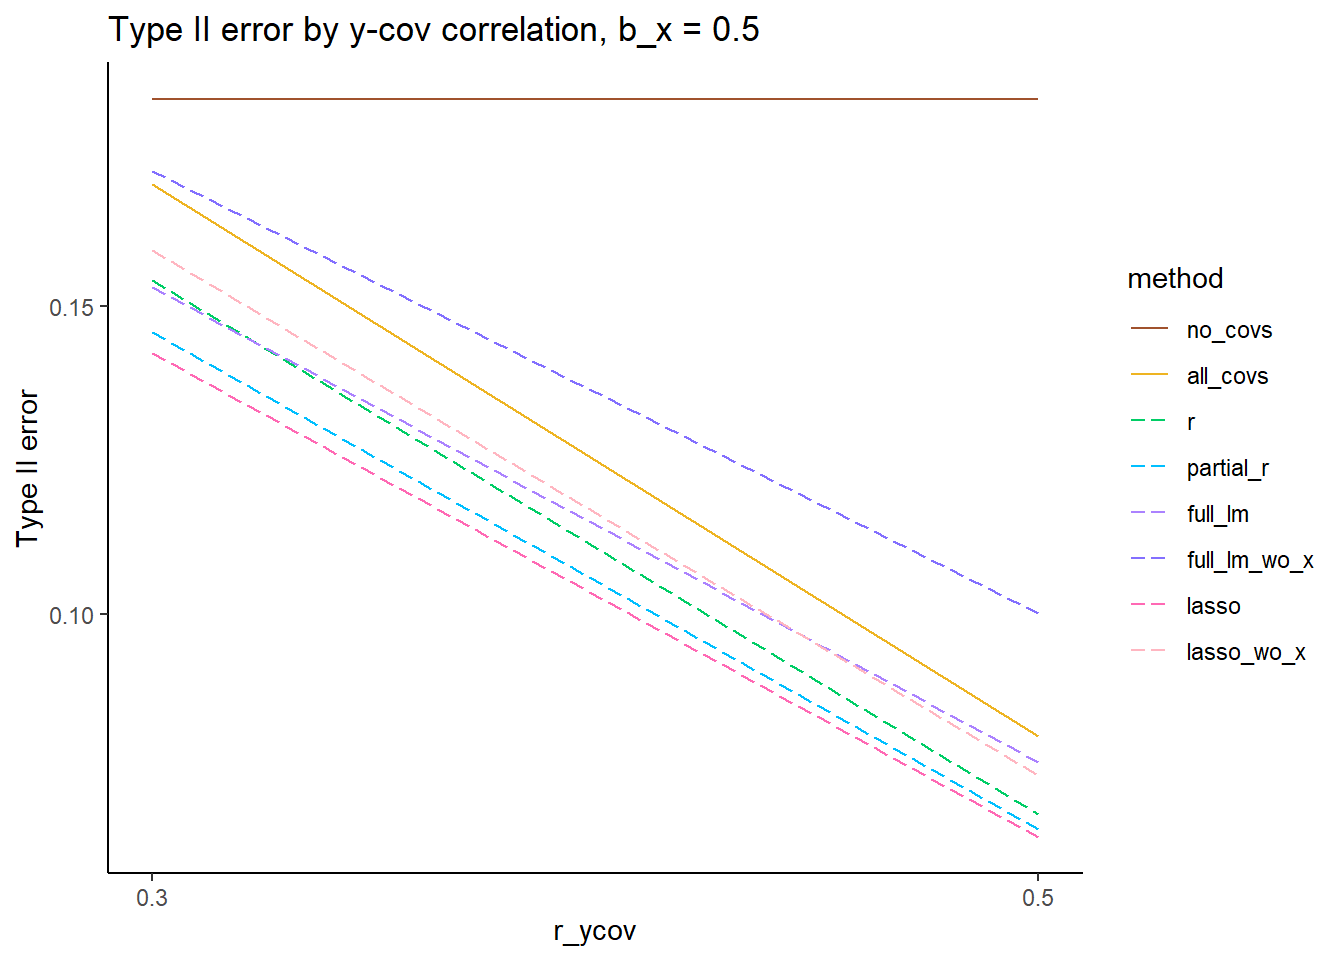 Type II error by y-cov correlation, b_x = 0.5
Type II error
0.15
0.10
0.3
0.5
r_ycov
method
no_covs
all_covs
r
partial_r
full_lm
full_lm_wo_x
lasso
lasso_wo_x